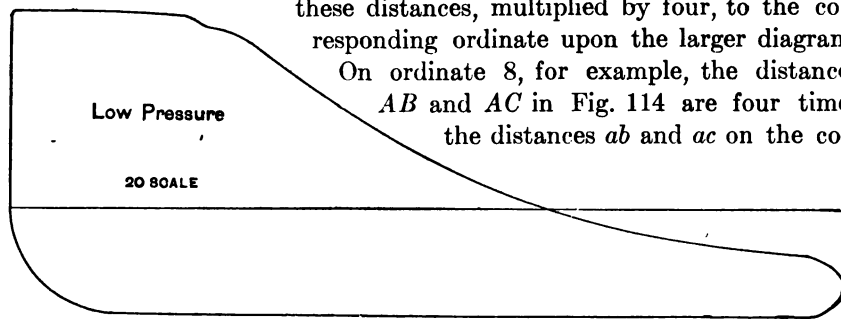 these distances, multiplied by four, to the co
responding ordinate upon the larger diagran
On ordinate 8, for example, the distanc
AB and AC in Fig. 114 are four time
the distances ab and ac on the co
Low Pressure
20 SCALE